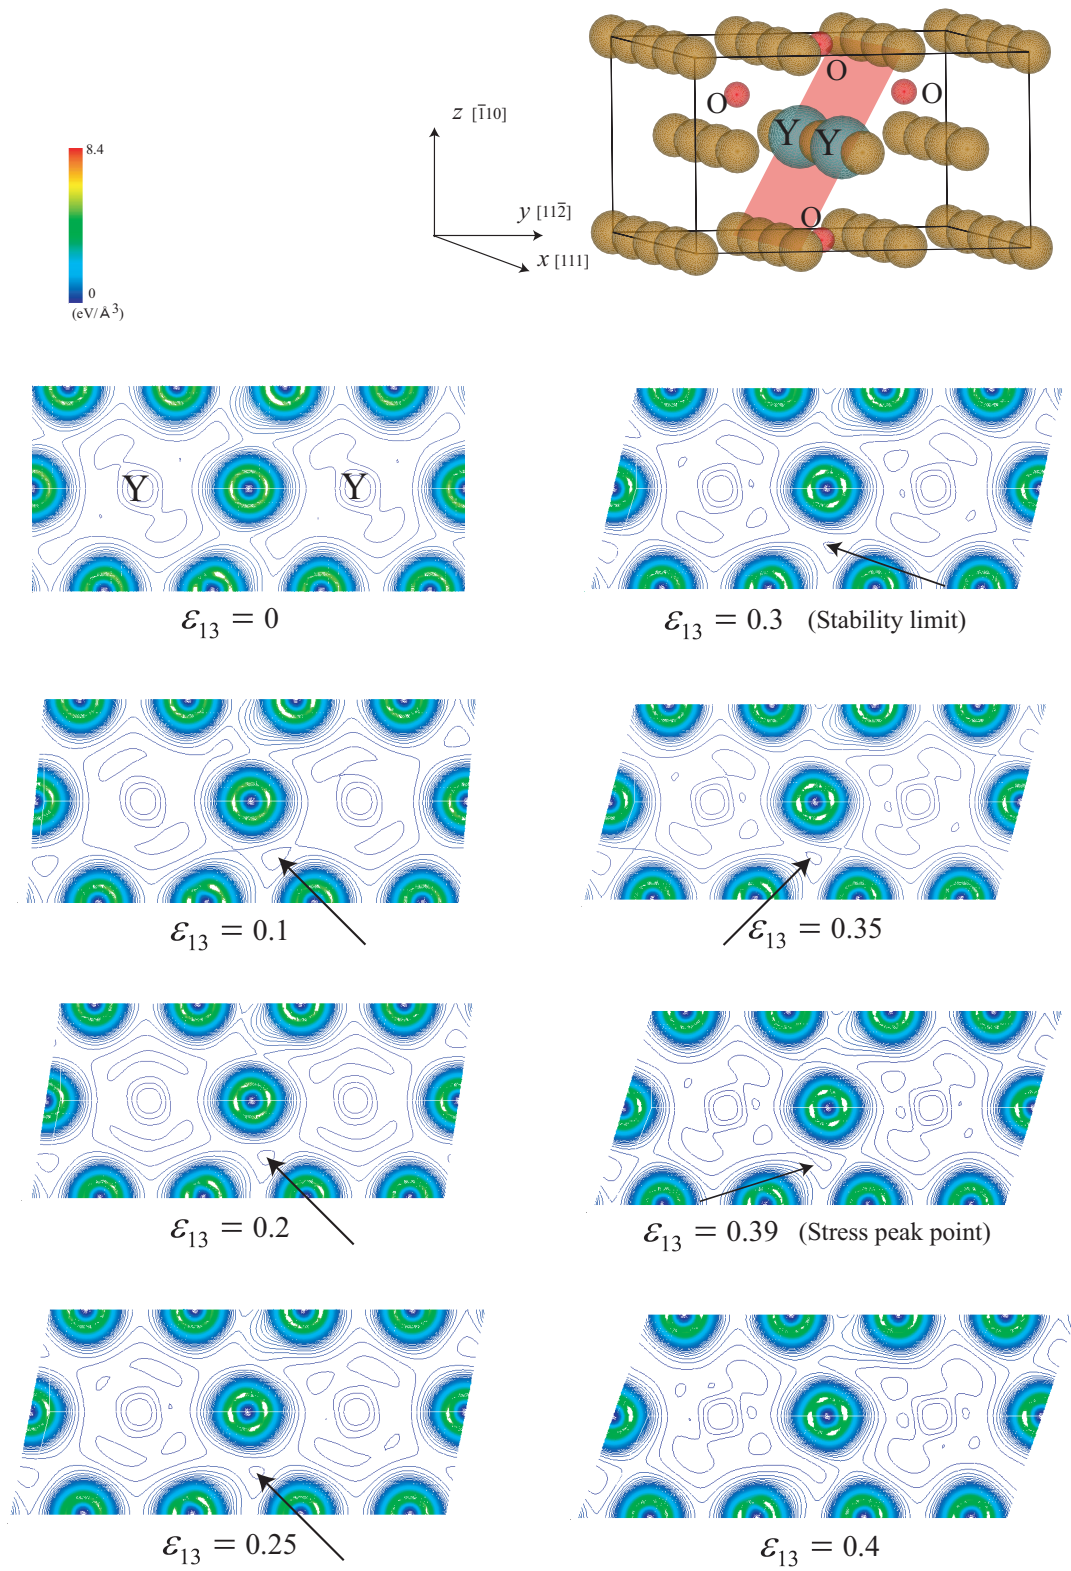 O
z [1̅10]
O
O
8.4
Y
Y
y [112̅]
O
x [111]
0
(eV/Å3)
Y
Y
ε13 = 0
ε13 = 0.3 (Stability limit)
ε13 = 0.1
ε13 = 0.35
ε13 = 0.2
ε13 = 0.39 (Stress peak point)
ε13 = 0.25
ε13 = 0.4